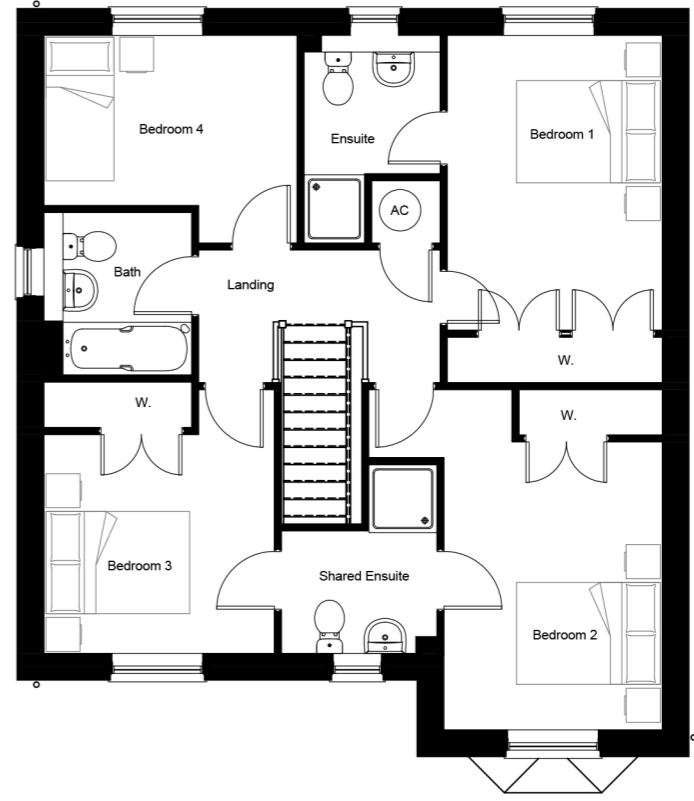 Bedroom 4
Ensuite
Bedroom 1
AC
Bath
Landing
W.
W.
W.
Bedroom 3
Shared Ensuite
Bedroom 2